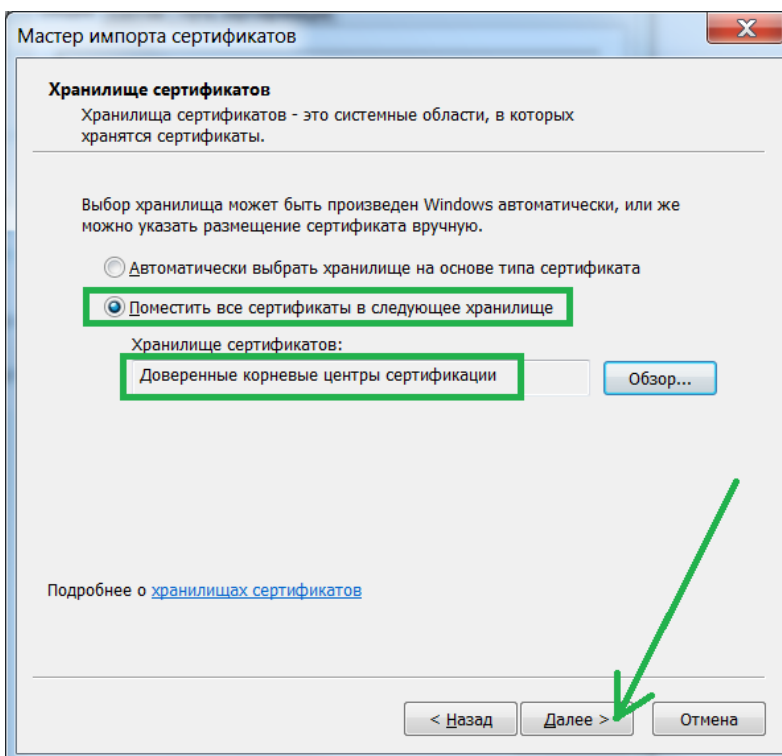 Мастер импорта сертификатов
Хранилище сертификатов
Хранилища сертификатов - это системные области, в которых
хранятся сертификаты.
Выбор хранилища может быть произведен Windows автоматически, или же
можно указать размещение сертификата вручную.
Автоматически выбрать хранилище на основе типа сертификата
Поместить все сертификаты в следующее хранилище
Хранилище сертификатов:
Доверенные корневые центры сертификации
Обзор...
Подробнее о хранилищах сертификатов
< Назад
Далее >
Отмена